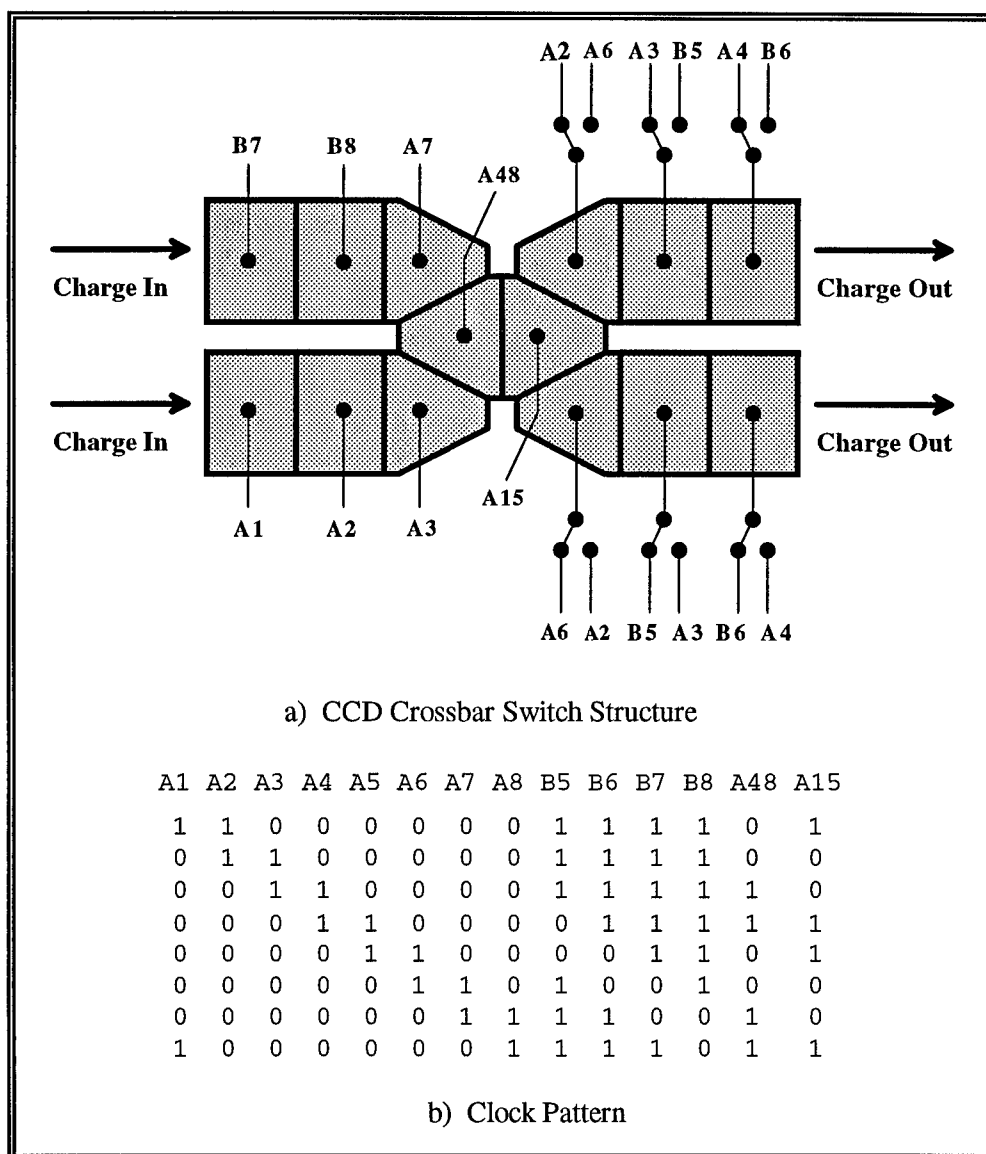 A2 A6 A3 B5 A4 B6
B7 B8 A7
A48
Charge In Charge Out
Charge In Charge Out
A15
A1 A2 A3
A6 A2 B5 A3 B6 A4
a) CCD Crossbar Switch Structure
A1 A2 A3 A4 A5 A6 A7 A8 B5 B6 B7 B8 A48 A15
1 1 0 0 0 0 0 0 1 1 1 1 0 1
0 1 1 0 0 0 0 0 1 1 1 1 0 0
0 0 1 1 0 0 0 0 1 1 1 1 1 0
0 0 0 1 1 0 0 0 0 1 1 1 1 1
0 0 0 0 1 1 0 0 0 0 1 1 0 1
0 0 0 0 0 1 1 0 1 0 0 1 0 0
0 0 0 0 0 0 1 1 1 1 0 0 1 0
1 0 0 0 0 0 0 1 1 1 1 0 1 1
b) Clock Pattern